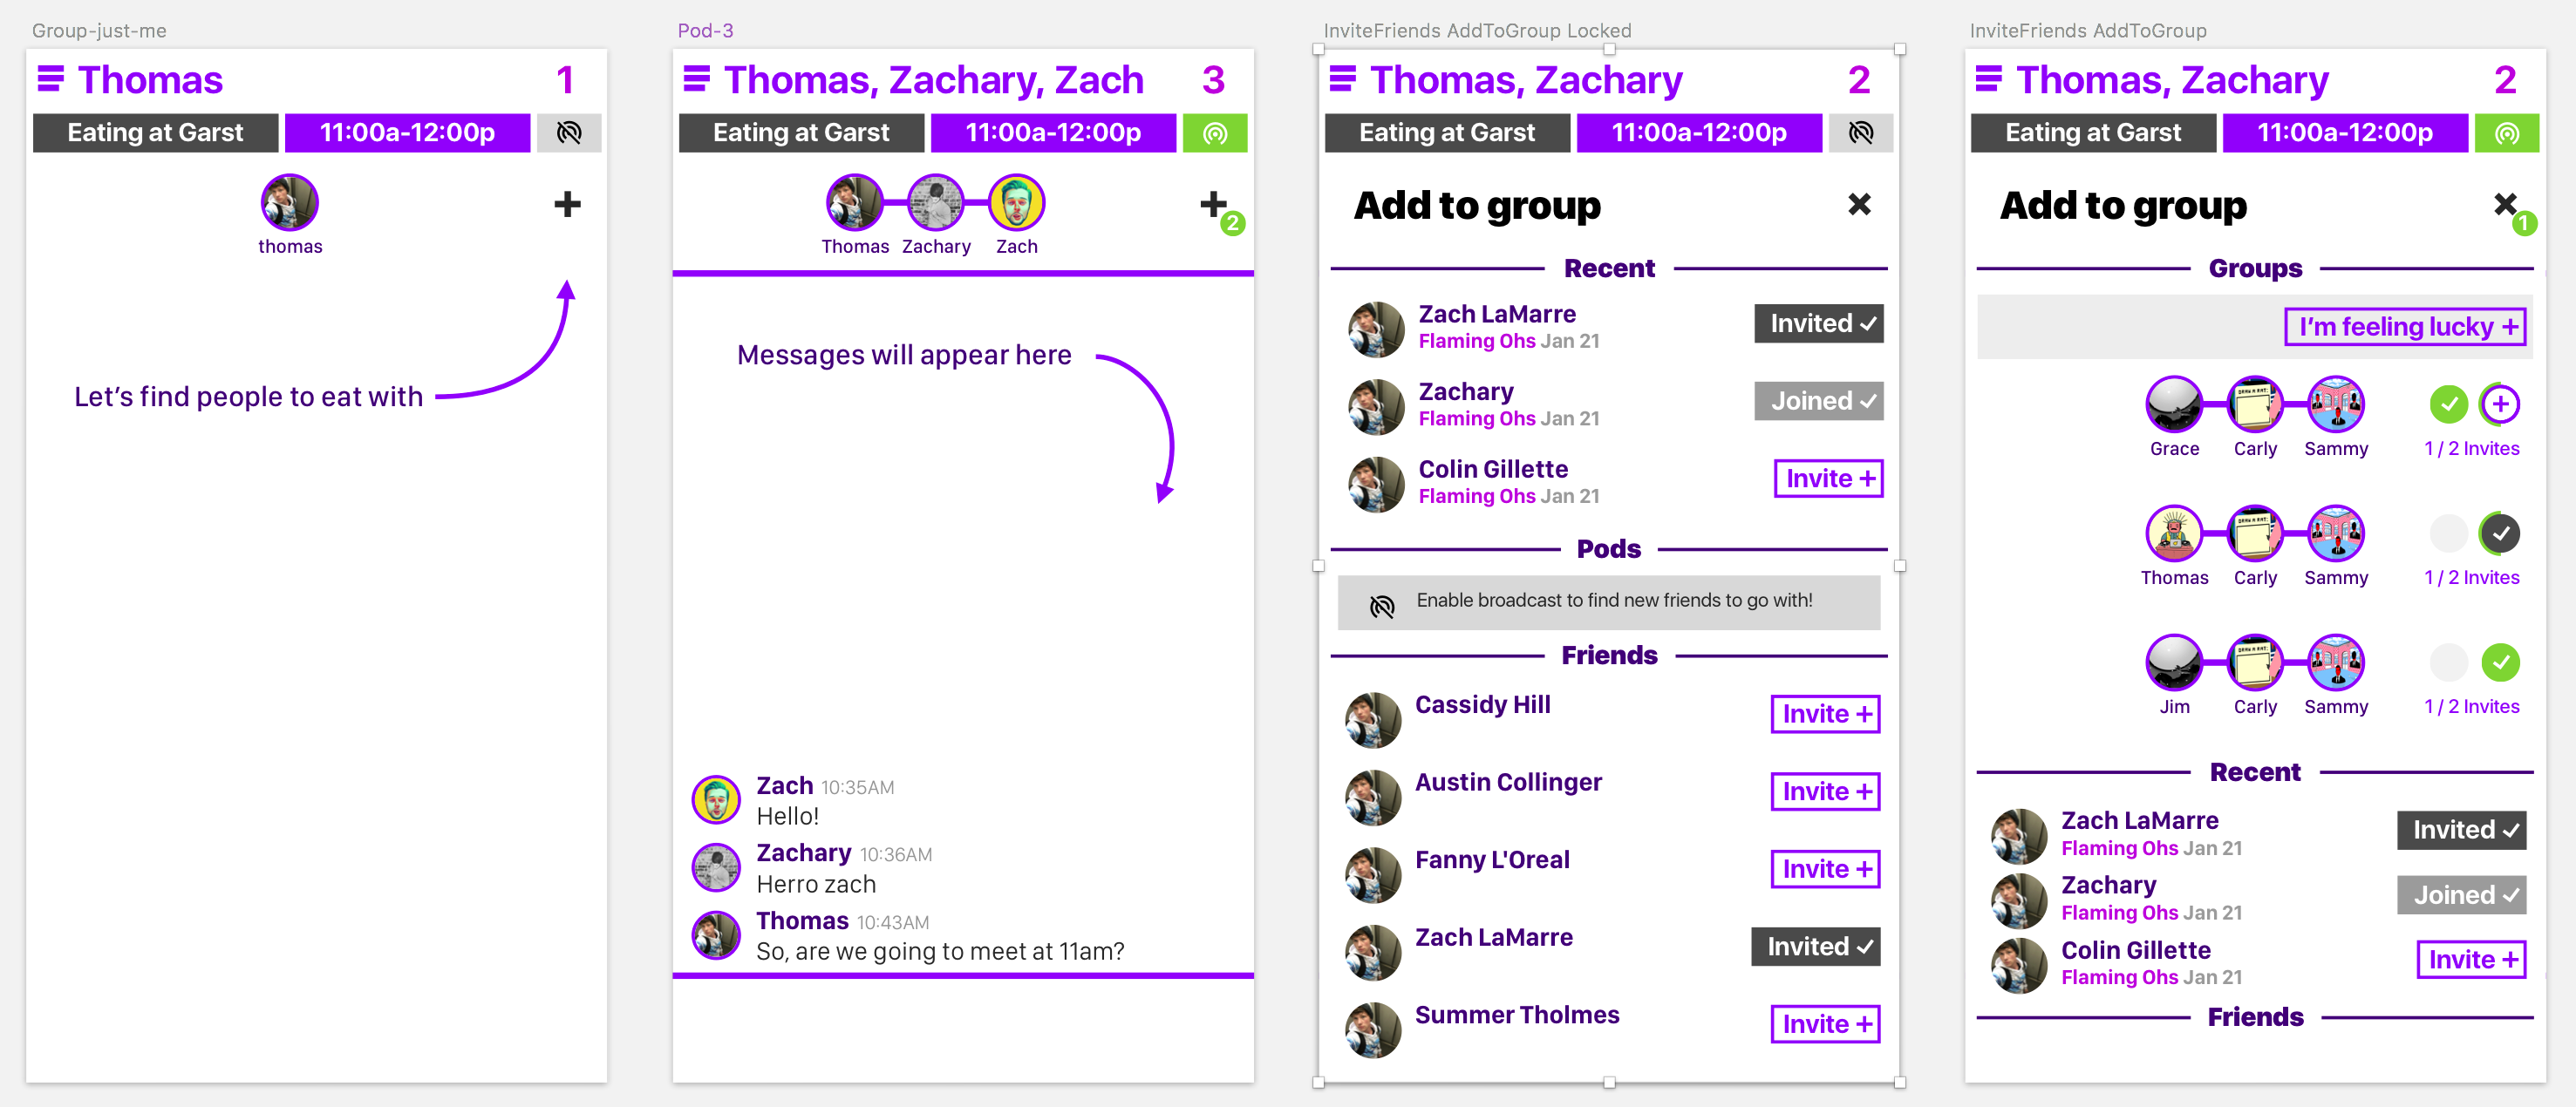 Group-just-me
Thomas 1
Eating at Garst 11:00a-12:00p
thomas
Let's find people to eat with
Pod-3
Thomas, Zachary, Zach 3
Eating at Garst 11:00a-12:00p
Thomas Zachary Zach
2
Messages will appear here
Zach 10:35AM
Hello!
Zachary 10:36AM
Herro zach
Thomas 10:43AM
So, are we going to meet at 11am?
InviteFriends AddToGroup Locked
Thomas, Zachary 2
Eating at Garst 11:00a-12:00p
Add to group
Recent
Zach LaMarre
Flaming Ohs Jan 21
Invited
Zachary
Flaming Ohs Jan 21
Joined
Colin Gillette
Flaming Ohs Jan 21
Invite +
Pods
Enable broadcast to find new friends to go with!
Friends
Cassidy Hill Invite +
Austin Collinger Invite +
Fanny L'Oreal Invite +
Zach LaMarre Invited
Summer Tholmes Invite +
InviteFriends AddToGroup
Thomas, Zachary 2
Eating at Garst 11:00a-12:00p
Add to group
1
Groups
I'm feeling lucky +
Grace Carly Sammy 1 / 2 Invites
Thomas Carly Sammy 1 / 2 Invites
Jim Carly Sammy 1 / 2 Invites
Recent
Zach LaMarre
Flaming Ohs Jan 21
Invited
Zachary
Flaming Ohs Jan 21
Joined
Colin Gillette
Flaming Ohs Jan 21
Invite +
Friends